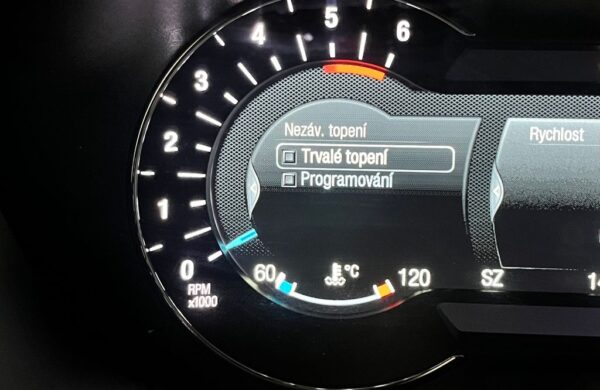 5
4
6
3
Nezáv. topení
Rychlost
Trvalé topení
2
Programování
1
0
60
°C
120
SZ
RPM
x1000